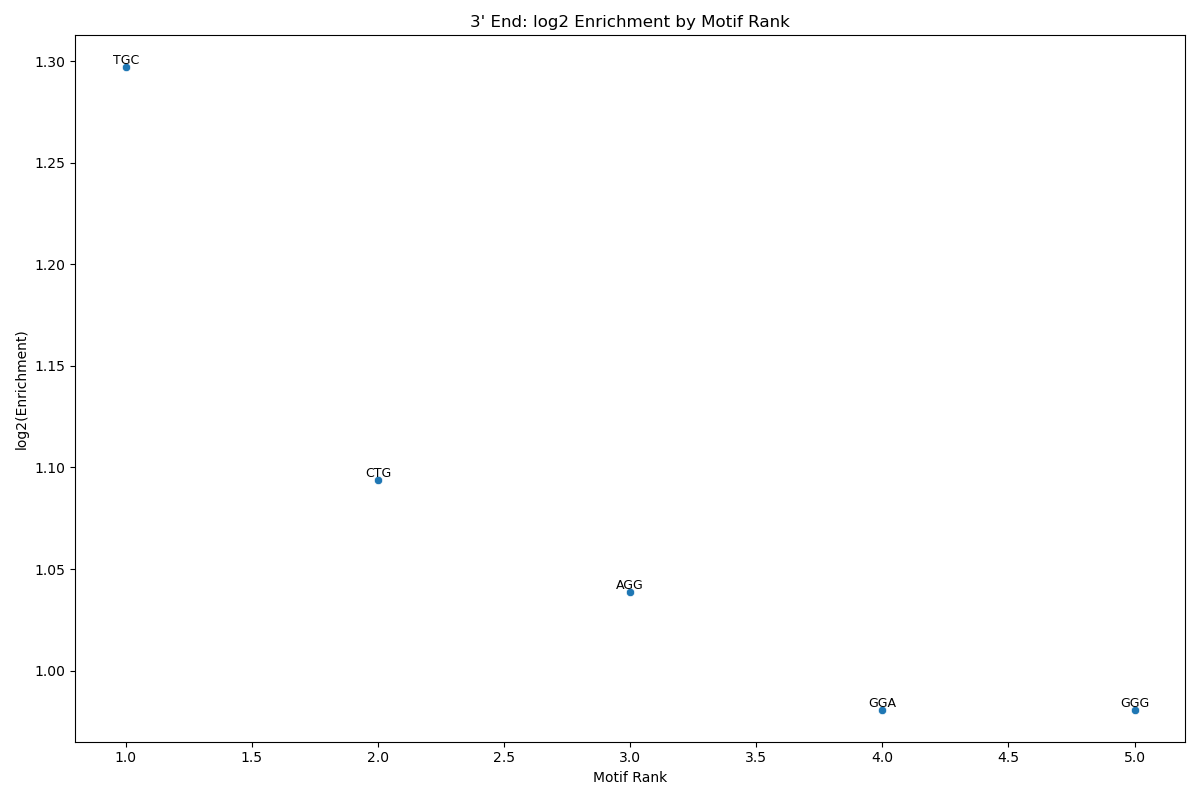 3' End: log2 Enrichment by Motif Rank
log2(Enrichment)
1.30
1.25
1.20
1.15
1.10
1.05
1.00
TGC
CTG
AGG
GGA
GGG
1.0 1.5 2.0 2.5 3.0 3.5 4.0 4.5 5.0
Motif Rank